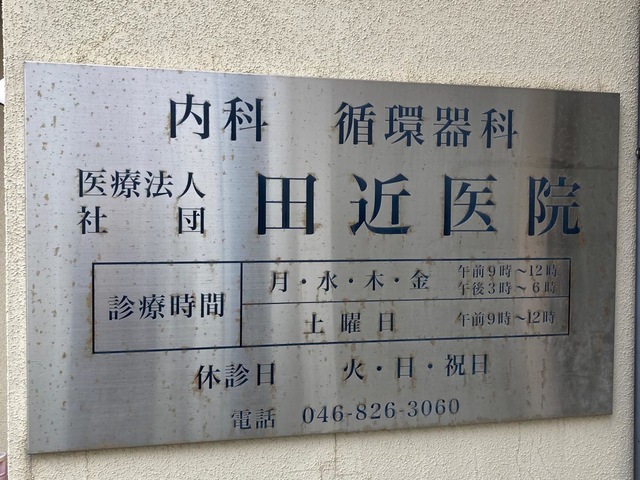 内科　循環器科
医療法人
社団　田近医院
診療時間
月・水・木・金　午前9時〜12時
午後3時〜6時
土曜日　午前9時〜12時
休診日　火・日・祝日
電話　046-826-3060